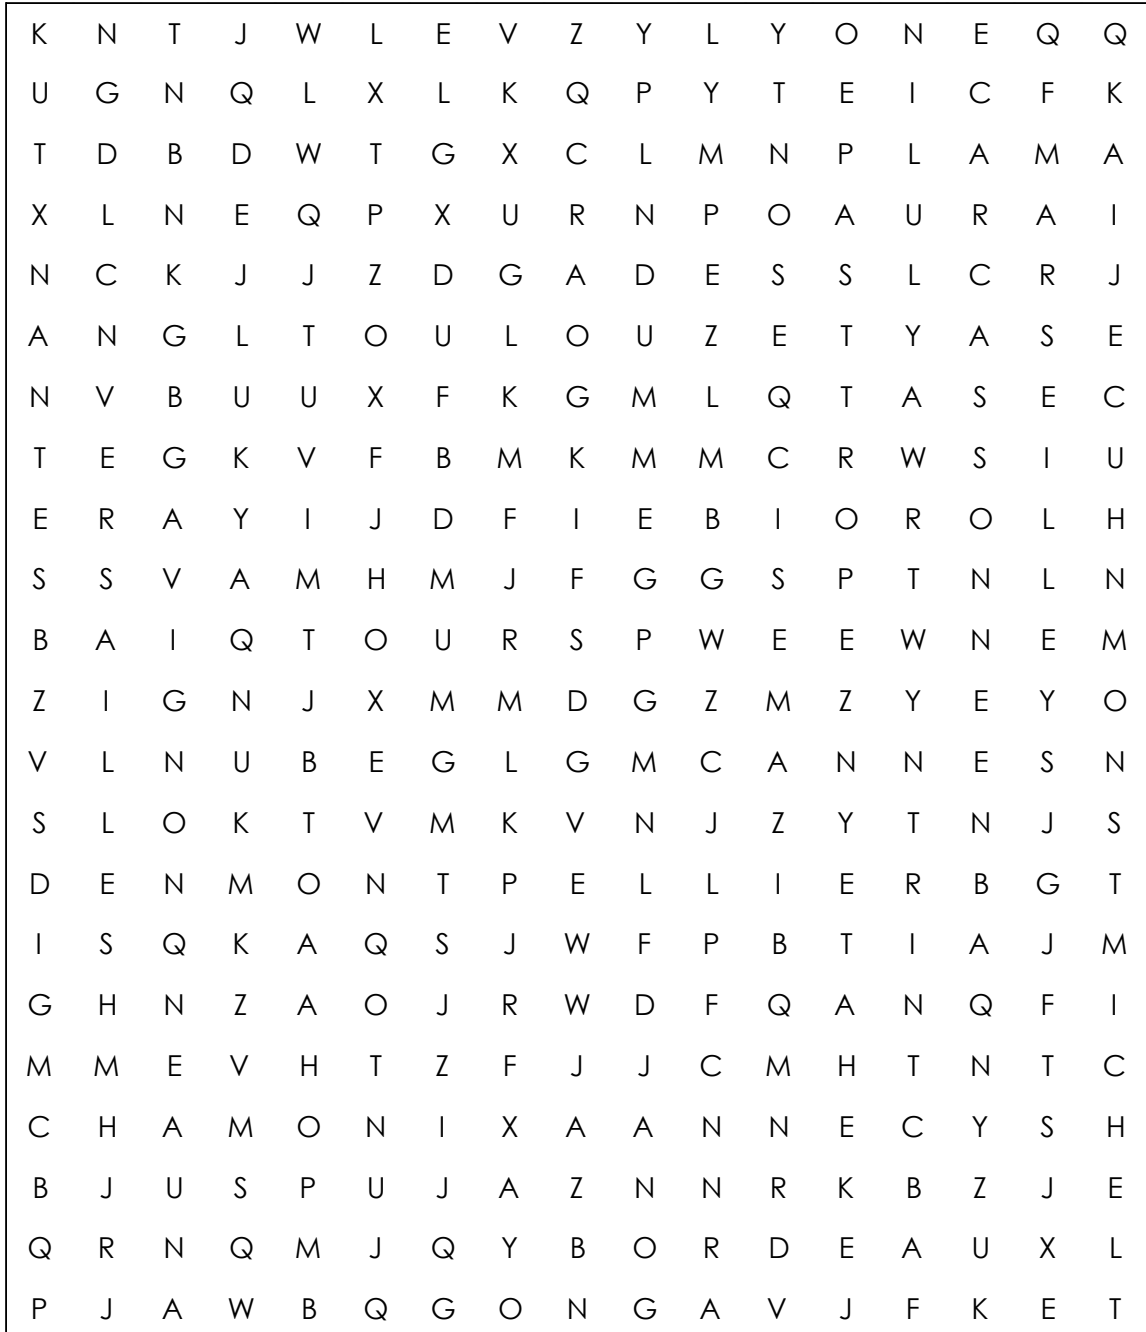 K N T J W L E V Z Y L Y O N E Q Q
U G N Q L X L K Q P Y T E I C F K
T D B D W T G X C L M N P L A M A
X L N E Q P X U R N P O A U R A I
N C K J J Z D G A D E S S L C R J
A N G L T O U L O U Z E T Y A S E
N V B U U X F K G M L Q T A S E C
T E G K V F B M K M M C R W S I U
E R A Y I J D F I E B I O R O L H
S S V A M H M J F G G S P T N L N
B A I Q T O U R S P W E E W N E M
Z I G N J X M M D G Z M Z Y E Y O
V L N U B E G L G M C A N N E S N
S L O K T V M K V N J Z Y T N J S
D E N M O N T P E L L I E R B G T
I S Q K A Q S J W F P B T I A J M
G H N Z A O J R W D F Q A N Q F I
M M E V H T Z F J J C M H T N T C
C H A M O N I X A A N N E C Y S H
B J U S P U J A Z N N R K B Z J E
Q R N Q M J Q Y B O R D E A U X L
P J A W B Q G O N G A V J F K E T